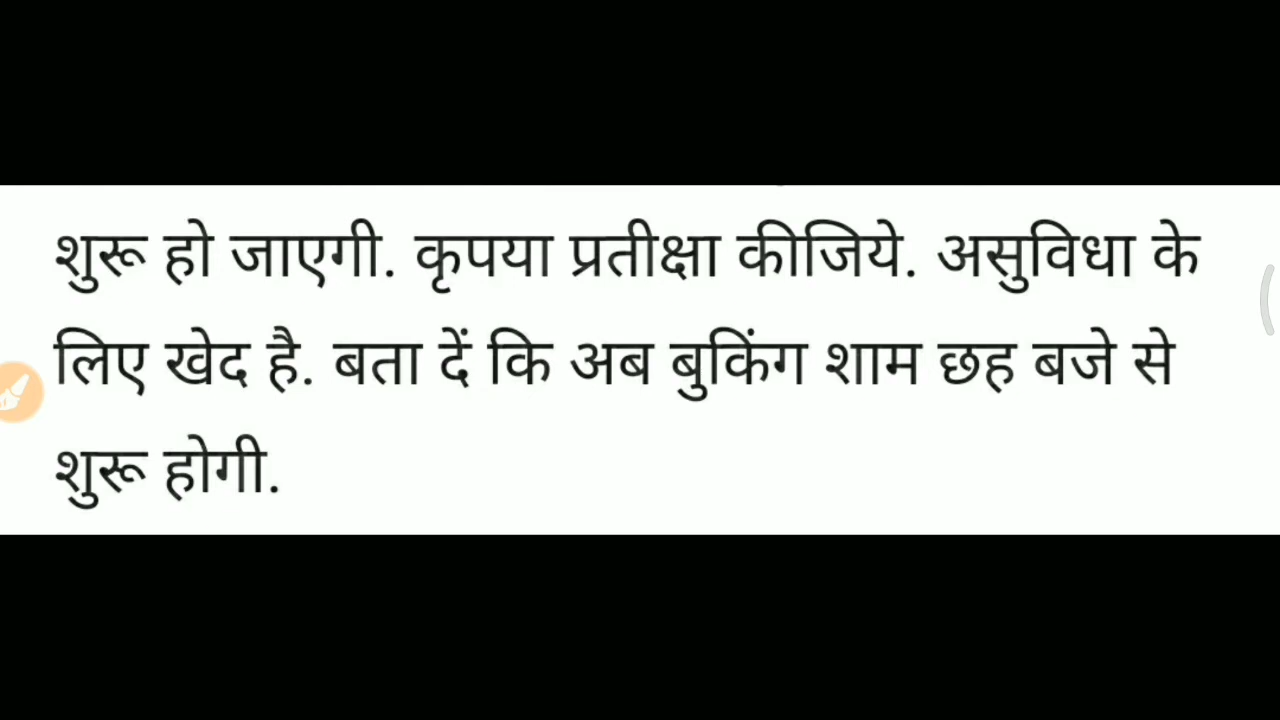 शुरू हो जाएगी. कृपया प्रतीक्षा कीजिये. असुविधा के
लिए खेद है. बता दें कि अब बुकिंग शाम छह बजे से
शुरू होगी.